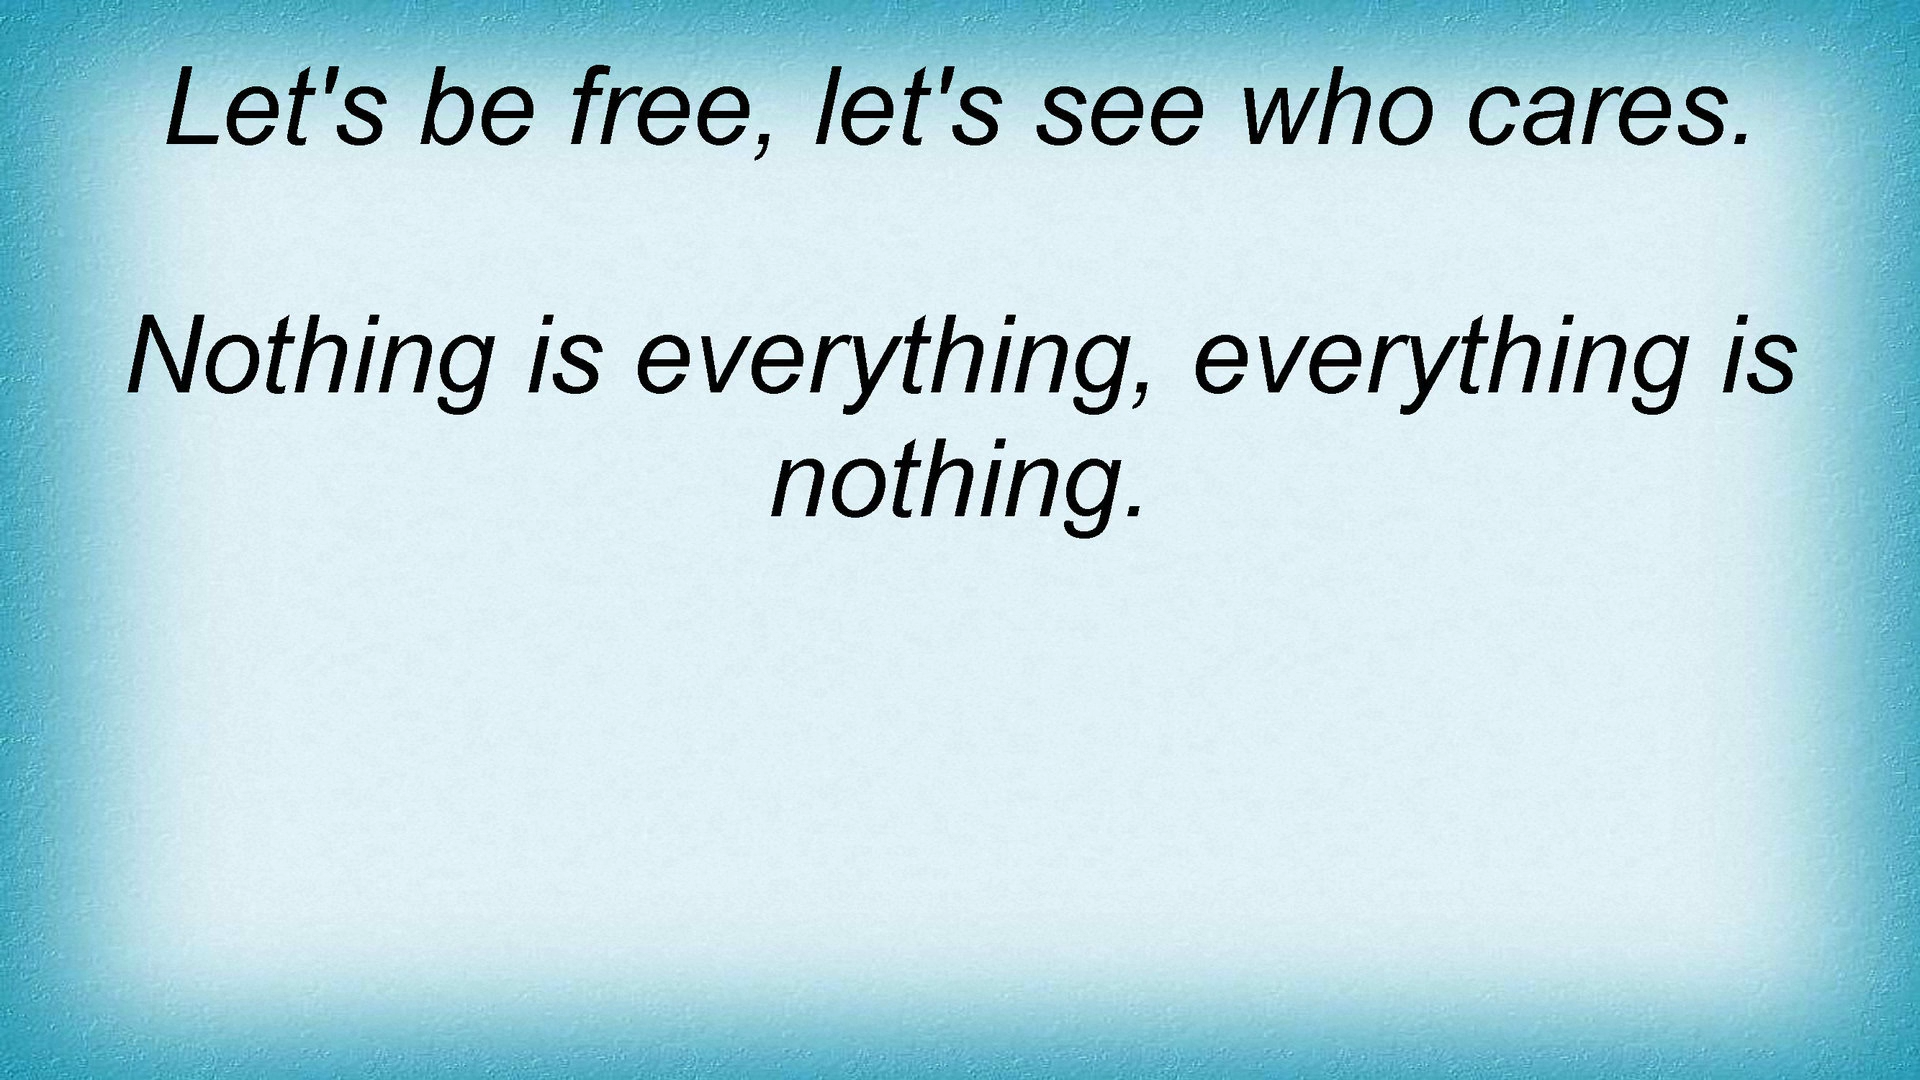 Let's be free, let's see who cares.
Nothing is everything, everything is
nothing.